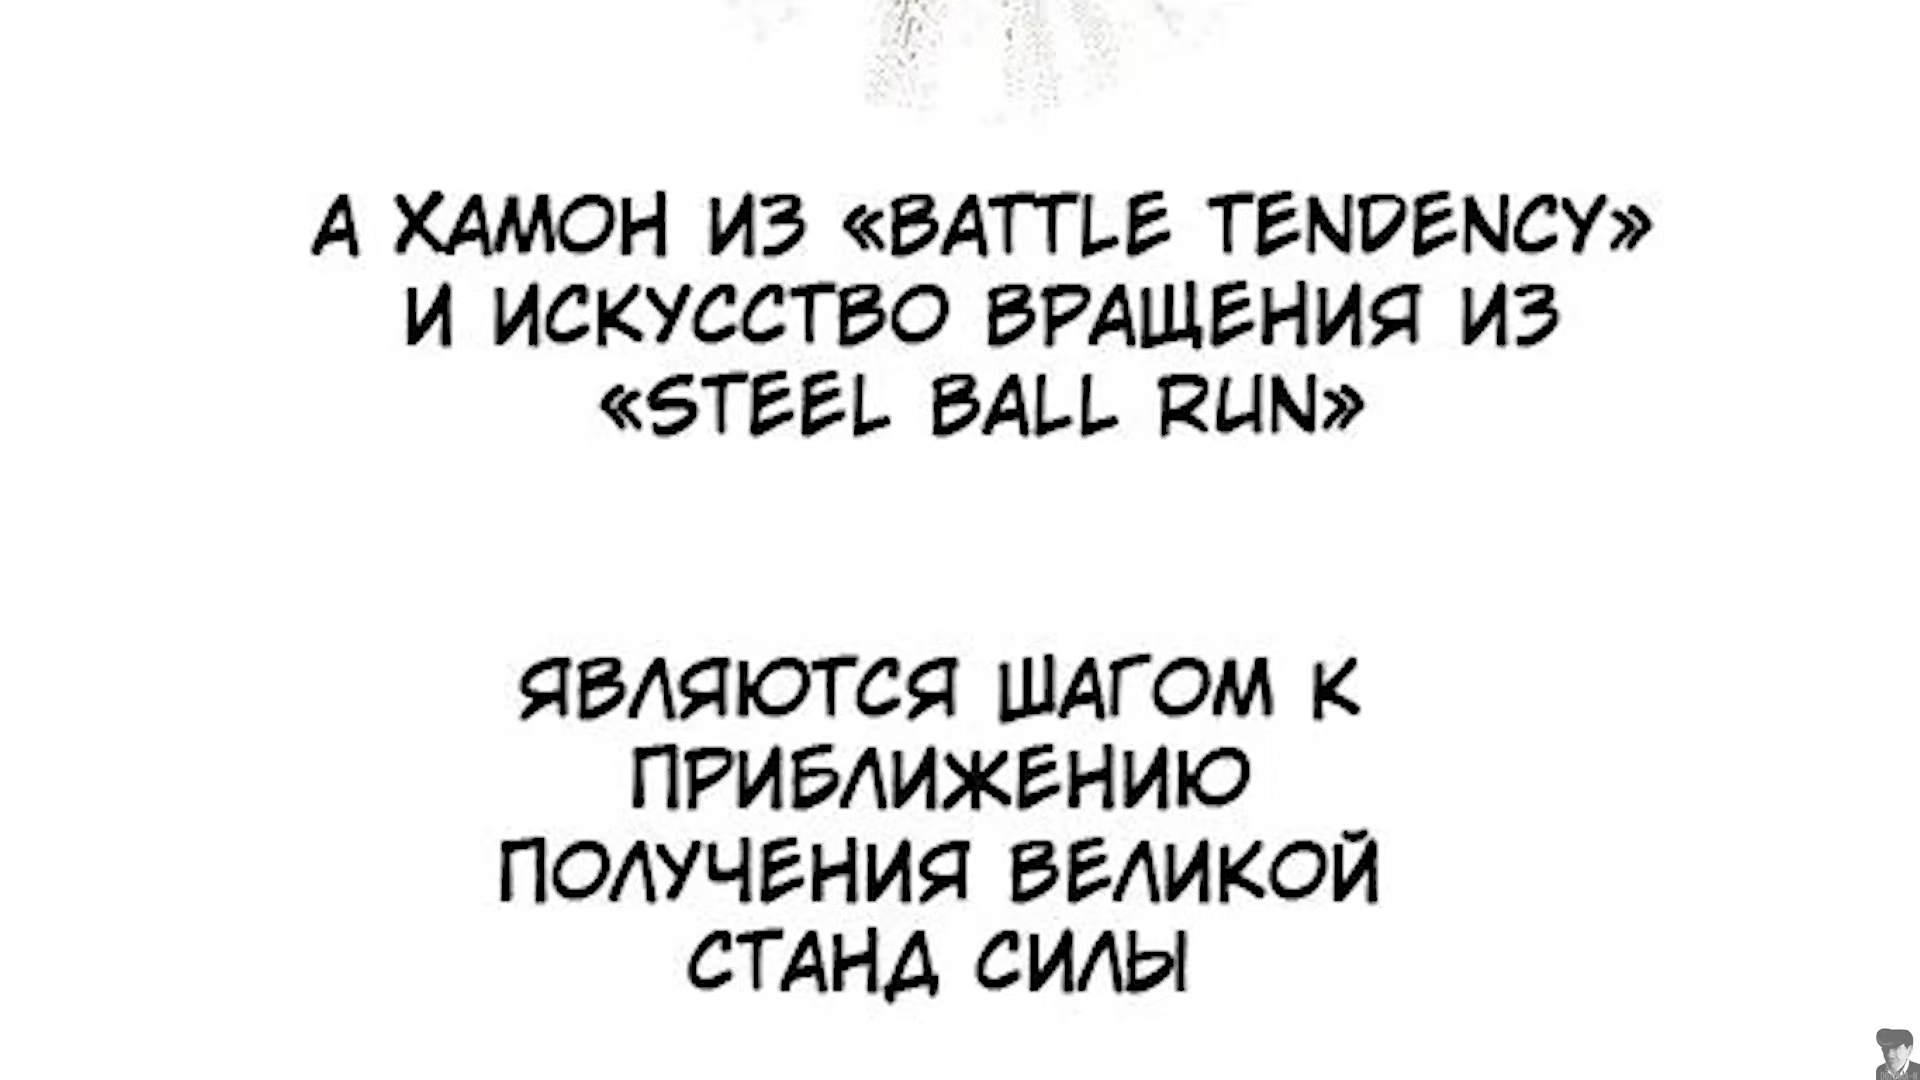 А ХАМОН ИЗ «BATTLE TENDENCY»
И ИСКУССТВО ВРАЩЕНИЯ ИЗ
«STEEL BALL RUN»
ЯВЛЯЮТСЯ ШАГОМ К
ПРИБЛИЖЕНИЮ
ПОЛУЧЕНИЯ ВЕЛИКОЙ
СТАНД СИЛЫ